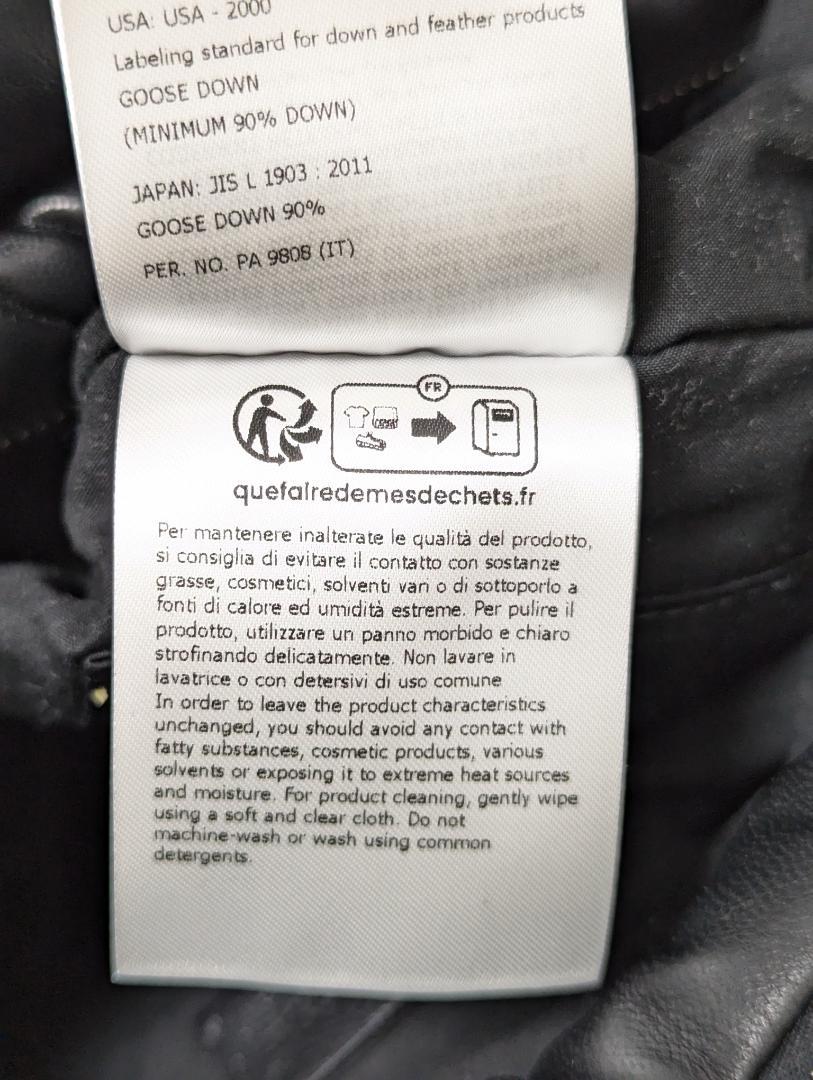 USA: USA - 2000
Labeling standard for down and feather products
GOOSE DOWN
(MINIMUM 90% DOWN)
JAPAN: JIS L 1903 : 2011
GOOSE DOWN 90%
PER. NO. PA 9808 (IT)
FR
quefairedemesdechets.fr
Per mantenere inalterate le qualità del prodotto,
si consiglia di evitare il contatto con sostanze
grasse, cosmetici, solventi vari o di sottoporlo a
fonti di calore ed umidità estreme. Per pulire il
prodotto, utilizzare un panno morbido e chiaro
strofinando delicatamente. Non lavare in
lavatrice o con detersivi di uso comune
In order to leave the product characteristics
unchanged, you should avoid any contact with
fatty substances, cosmetic products, various
solvents or exposing it to extreme heat sources
and moisture. For product cleaning, gently wipe
using a soft and clear cloth. Do not
machine-wash or wash using common
detergents.